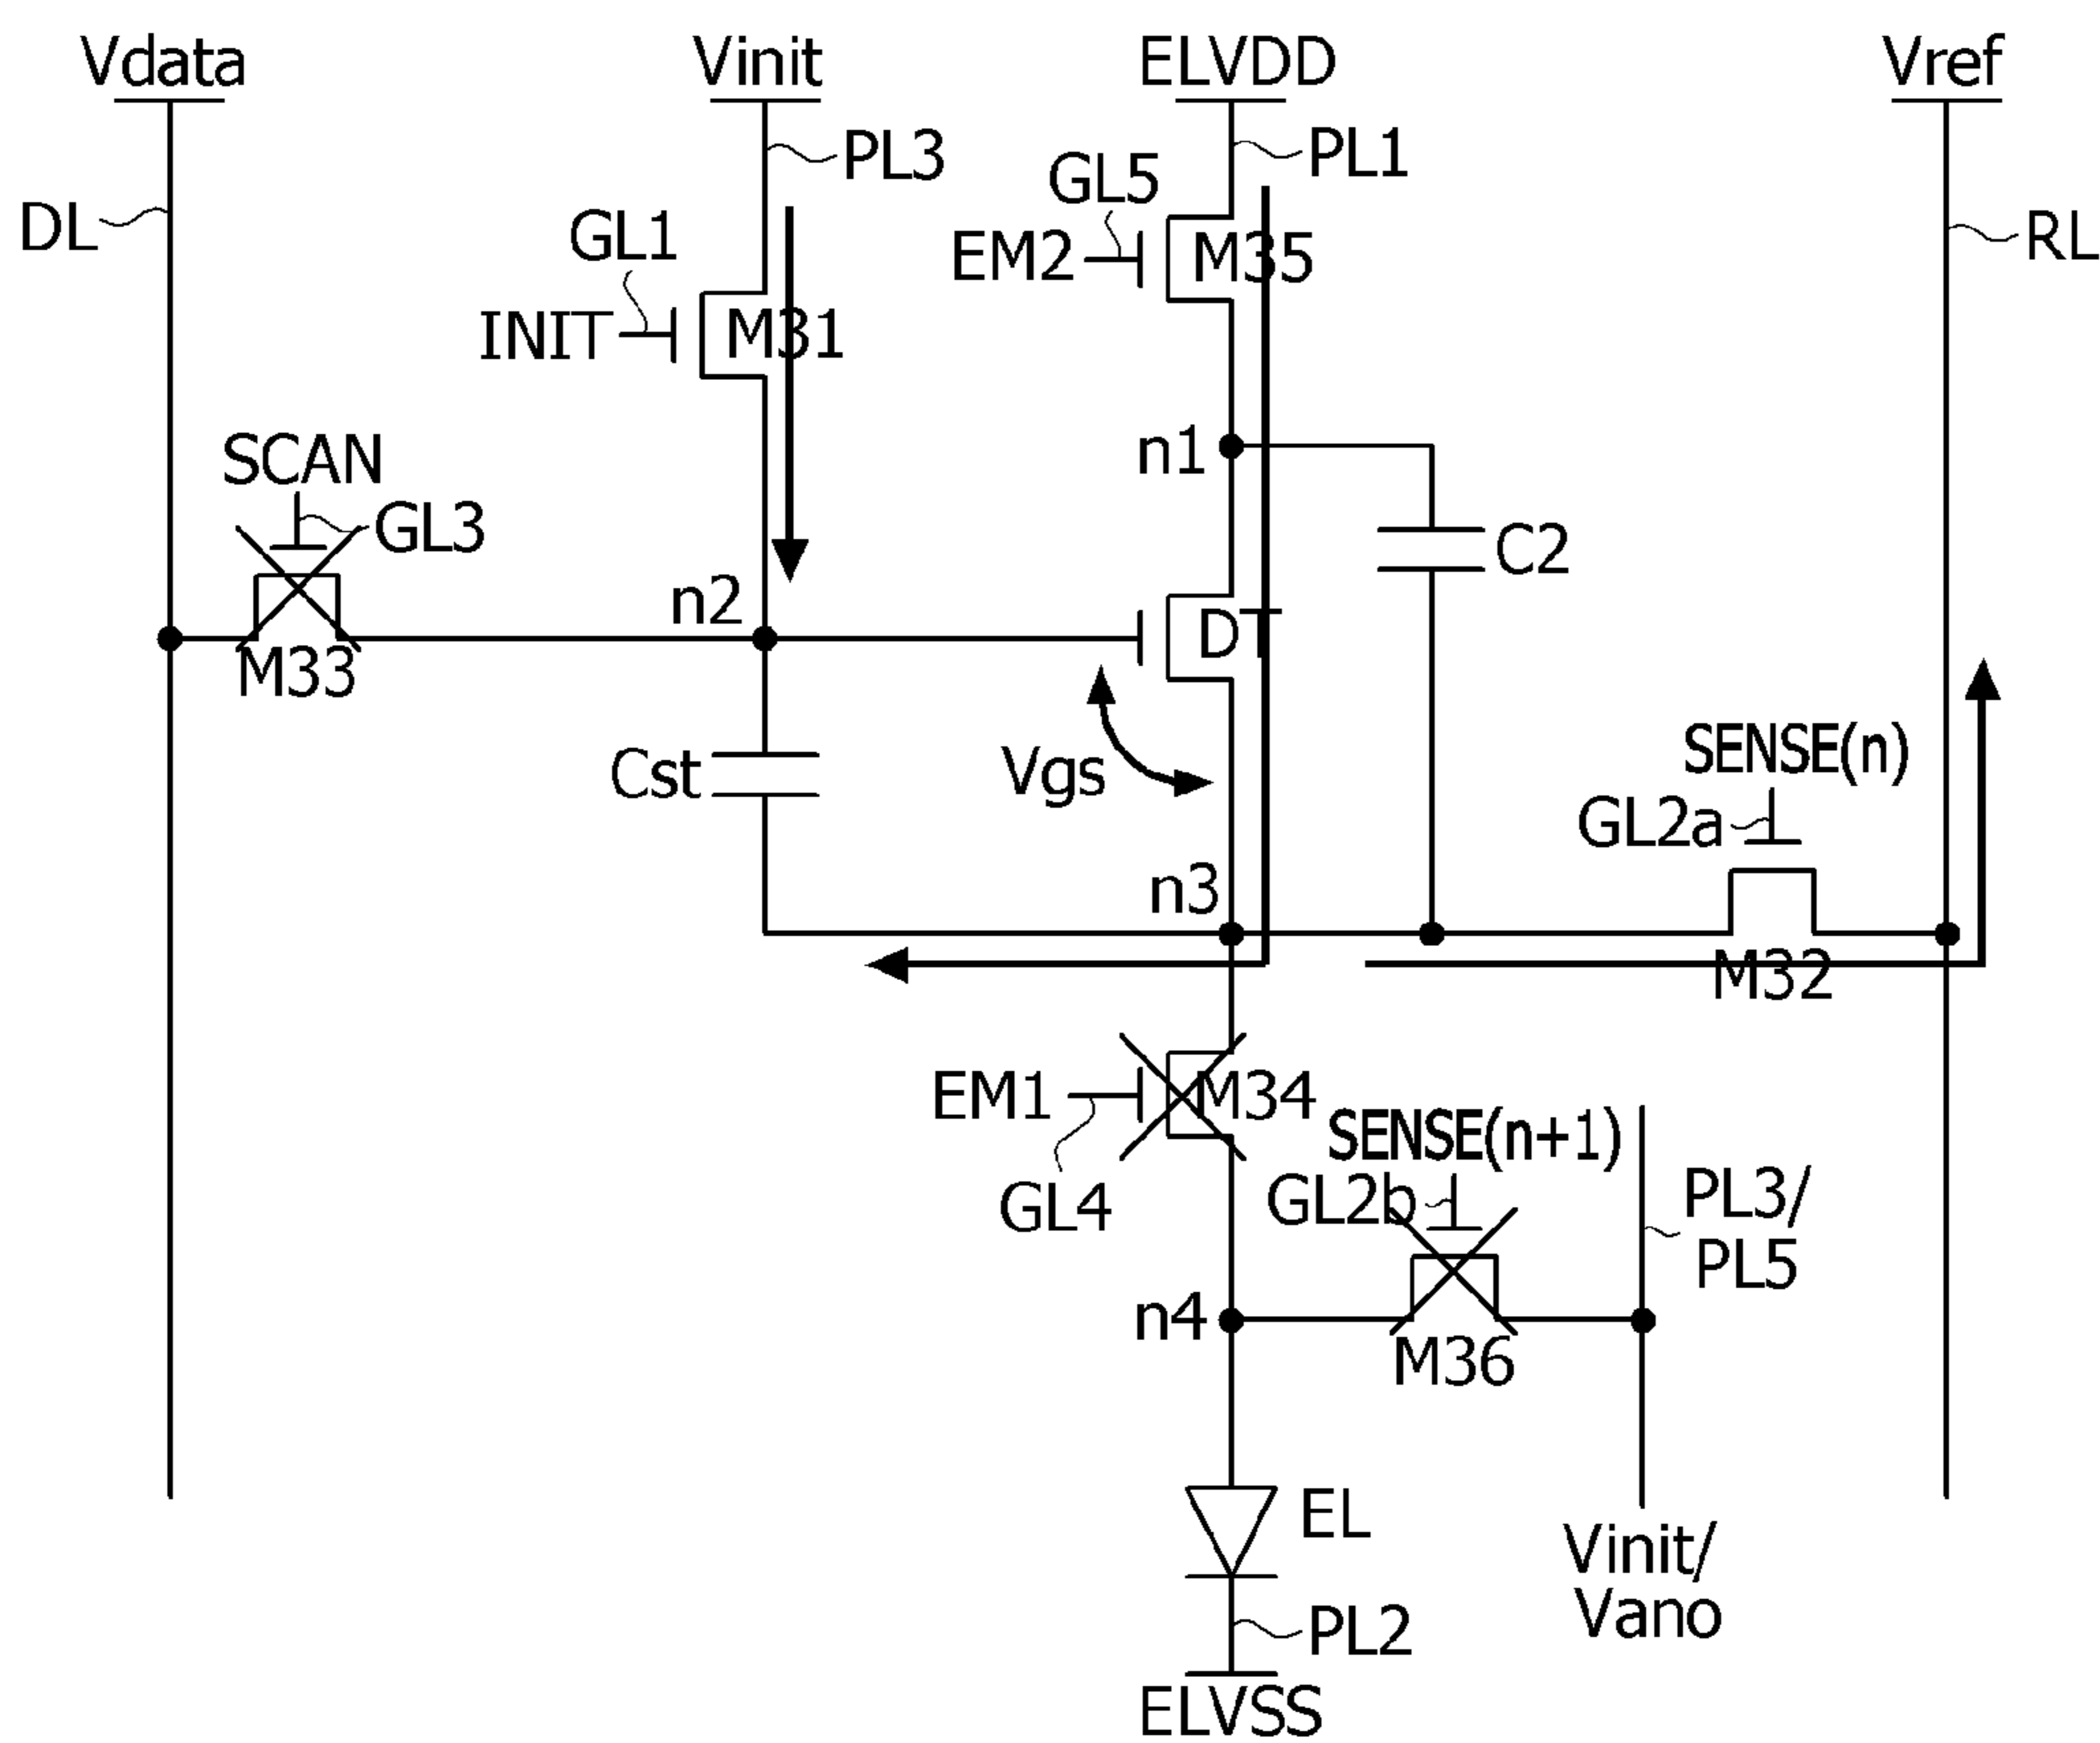 Vdata
Vinit
ELVDD
Vref
PL3
PL1
GL5
DL
GL1
EM2
M35
RL
INIT
M31
SCAN
n1
GL3
C2
n2
DT
M33
SENSE(n)
Cst
Vgs
GL2a
n3
M32
EM1
M34
SENSE(n+1)
GL4
GL2b
PL3/
PL5
n4
M36
EL
Vinit/
Vano
PL2
ELVSS